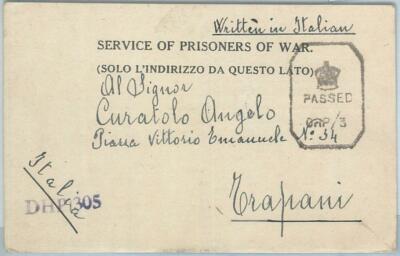 Written in Italian
SERVICE OF PRISONERS OF WAR.
(SOLO L'INDIRIZZO DA QUESTO LATO)
PASSED
P/3
Al Signor
Curatolo Angelo
Piazza Vittorio Emanuele N° 34
Trapani
Italia
DHP/305